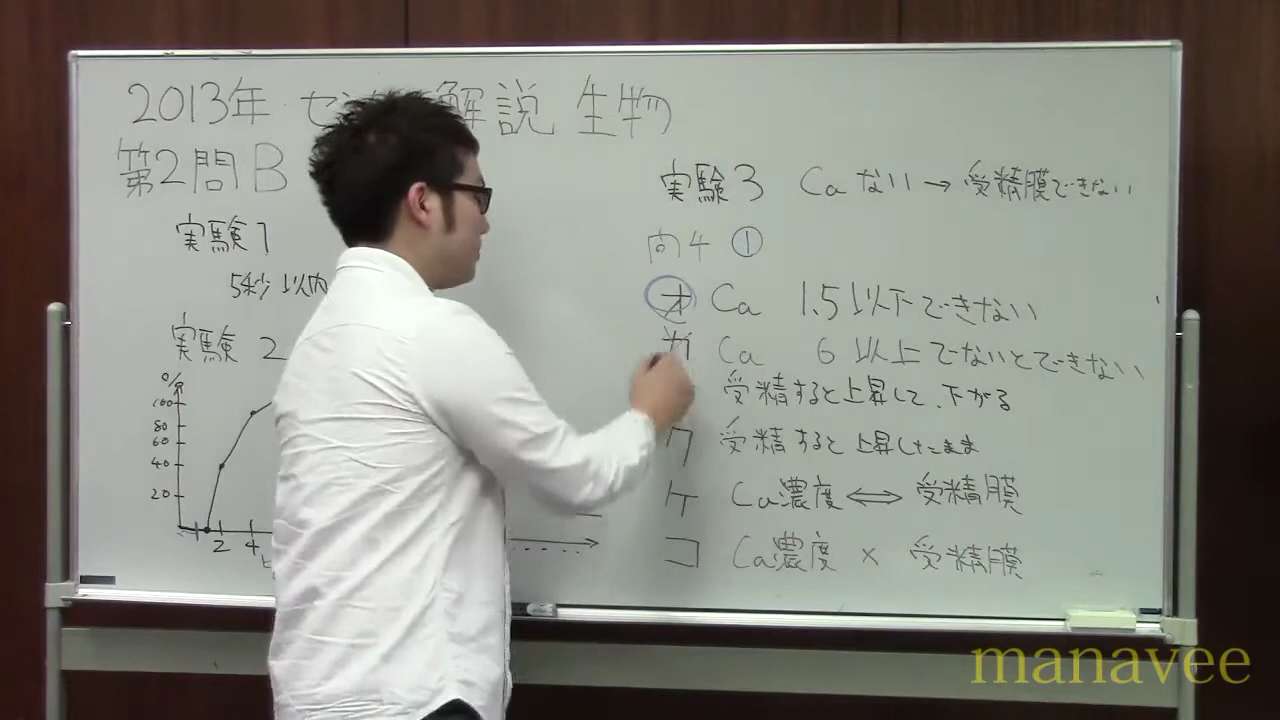 2013年 セン 解説 生物
第2問B
実験1
5秒以内
実験2
%
100
80
60
40
20
2 4
実験3 Caない→受精膜できない
問4 ①
オ Ca 1.5以下できない
カ Ca 6以上でないとできない
受精すると上昇して、下がる
ク 受精すると上昇したまま
ケ Ca濃度⇔受精膜
コ Ca濃度 × 受精膜
manavee